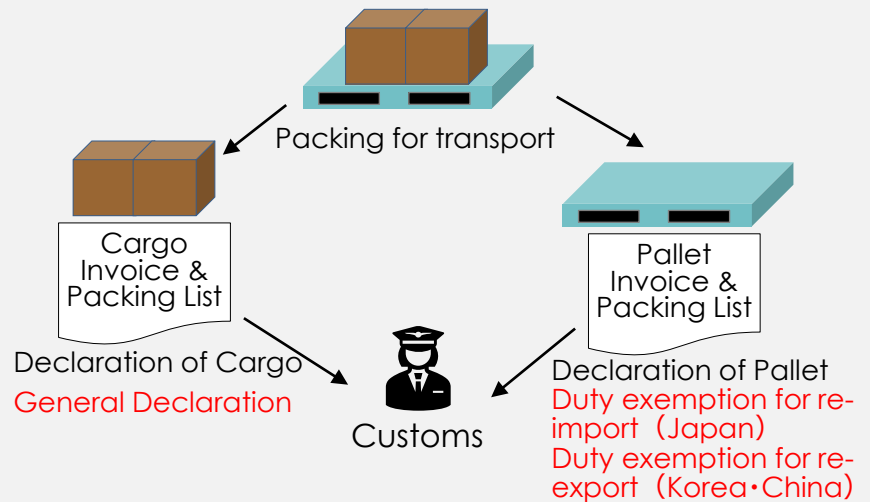 Packing for transport
Cargo
Invoice &
Packing List
Pallet
Invoice &
Packing List
Declaration of Cargo
General Declaration
Customs
Declaration of Pallet
Duty exemption for re-
import（Japan）
Duty exemption for re-
export（Korea・China）